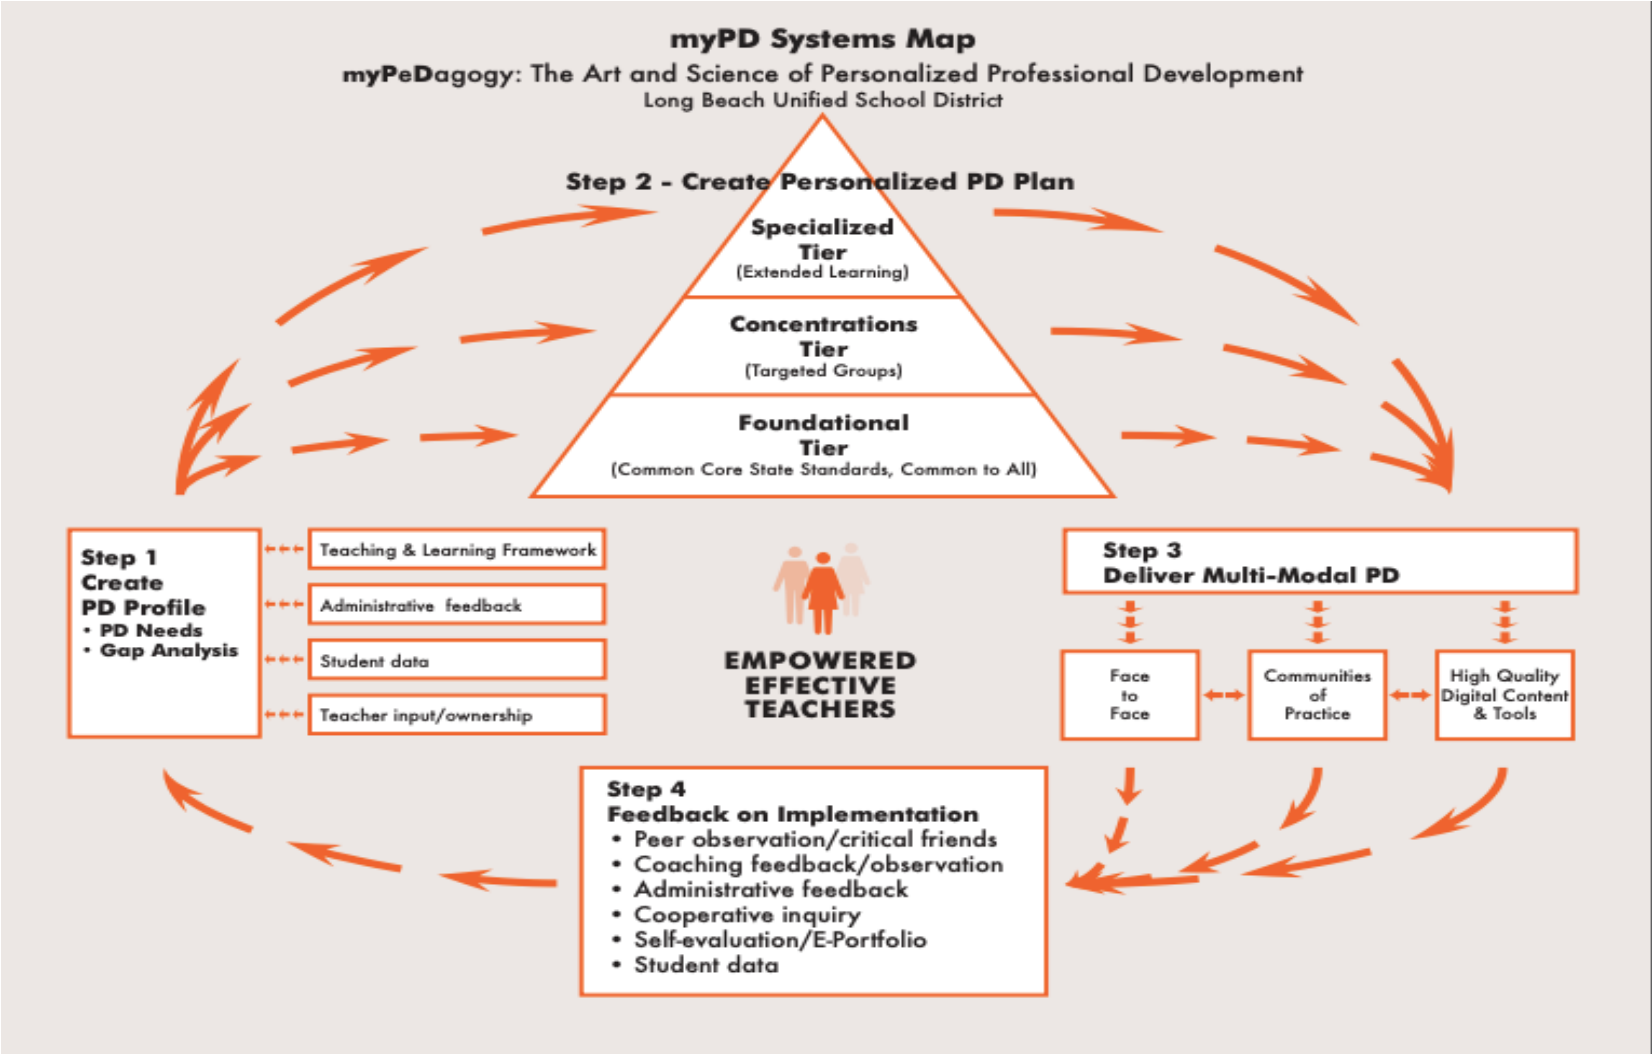 myPD Systems Map
myPeDagogy: The Art and Science of Personalized Professional Development
Long Beach Unified School District
Step 2 - Create Personalized PD Plan
Specialized
Tier
(Extended Learning)
Concentrations
Tier
(Targeted Groups)
Foundational
Tier
(Common Core State Standards, Common to All)
Step 1
Create
PD Profile
• PD Needs
• Gap Analysis
Teaching & Learning Framework
Administrative feedback
Student data
Teacher input/ownership
EMPOWERED
EFFECTIVE
TEACHERS
Step 3
Deliver Multi-Modal PD
Face
to
Face
Communities
of
Practice
High Quality
Digital Content
& Tools
Step 4
Feedback on Implementation
• Peer observation/critical friends
• Coaching feedback/observation
• Administrative feedback
• Cooperative inquiry
• Self-evaluation/E-Portfolio
• Student data